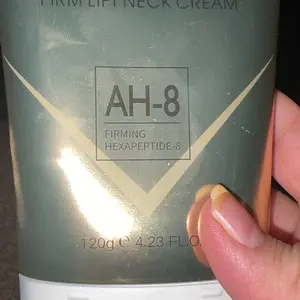 FIRM LIFT NECK CREAM
AH-8
FIRMING
HEXAPEPTIDE-8
120g ℮ 4.23 FL.O